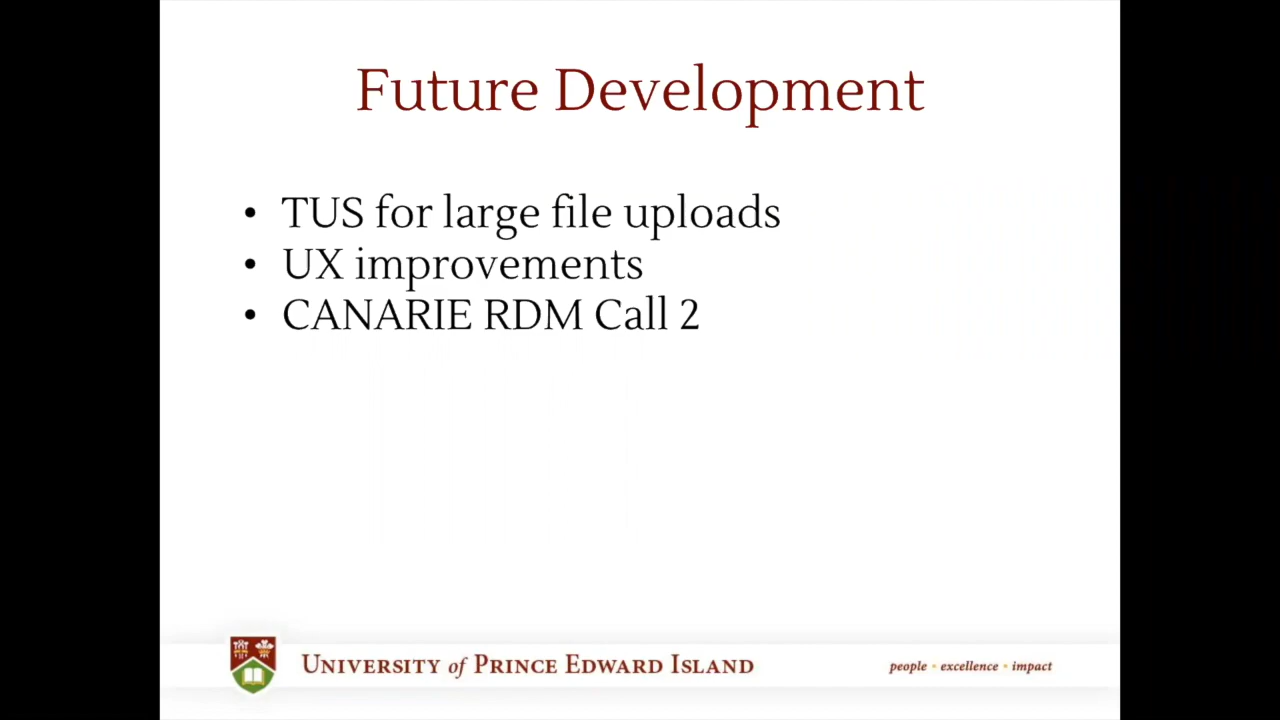 Future Development
• TUS for large file uploads
• UX improvements
• CANARIE RDM Call 2
UNIVERSITY of PRINCE EDWARD ISLAND
people • excellence • impact